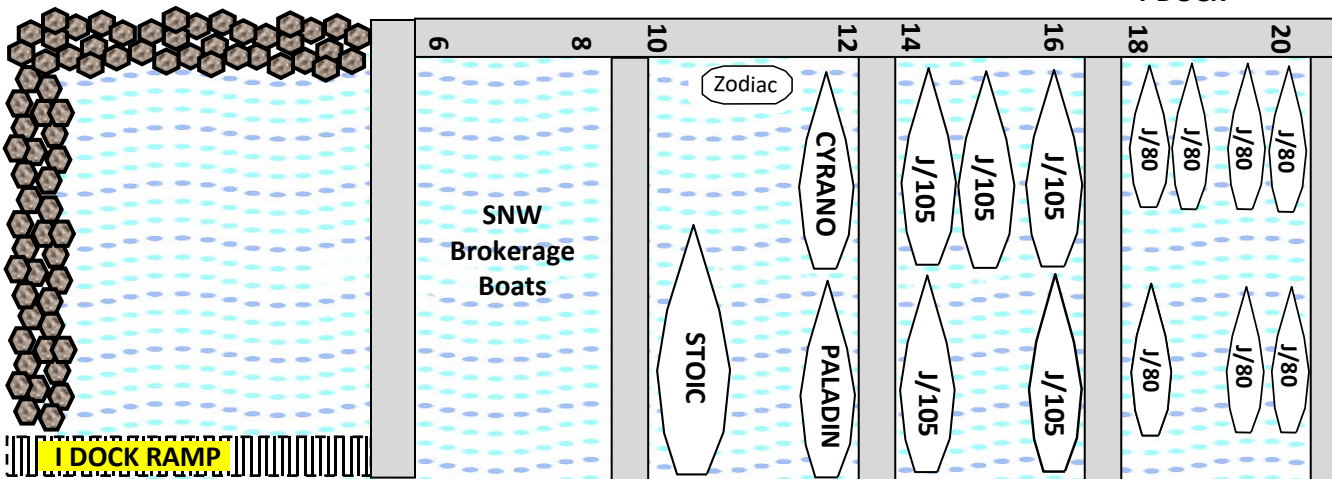 6
8
10
12
14
16
18
20
Zodiac
CYRANO
J/105
J/105
J/105
J/80
J/80
J/80
J/80
SNW
Brokerage
Boats
STOIC
PALADIN
J/105
J/105
J/80
J/80
J/80
I DOCK RAMP